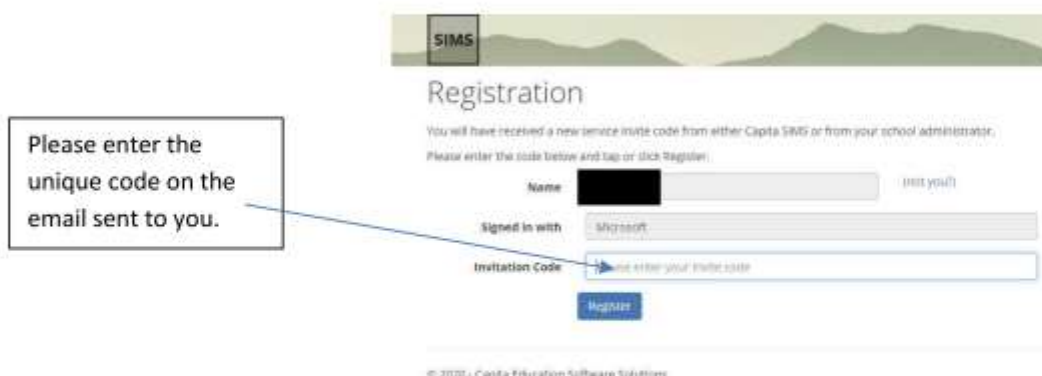 SIMS
Registration
You will have received a new service invite code from either Capita SIMS or from your school administrator.
Please enter the code below and tap or click Register.
Please enter the
unique code on the
email sent to you.
Name
(not you?)
Signed in with
Microsoft
Invitation Code
Please enter your invite code
Register
© 2020 - Capita Education Software Solutions